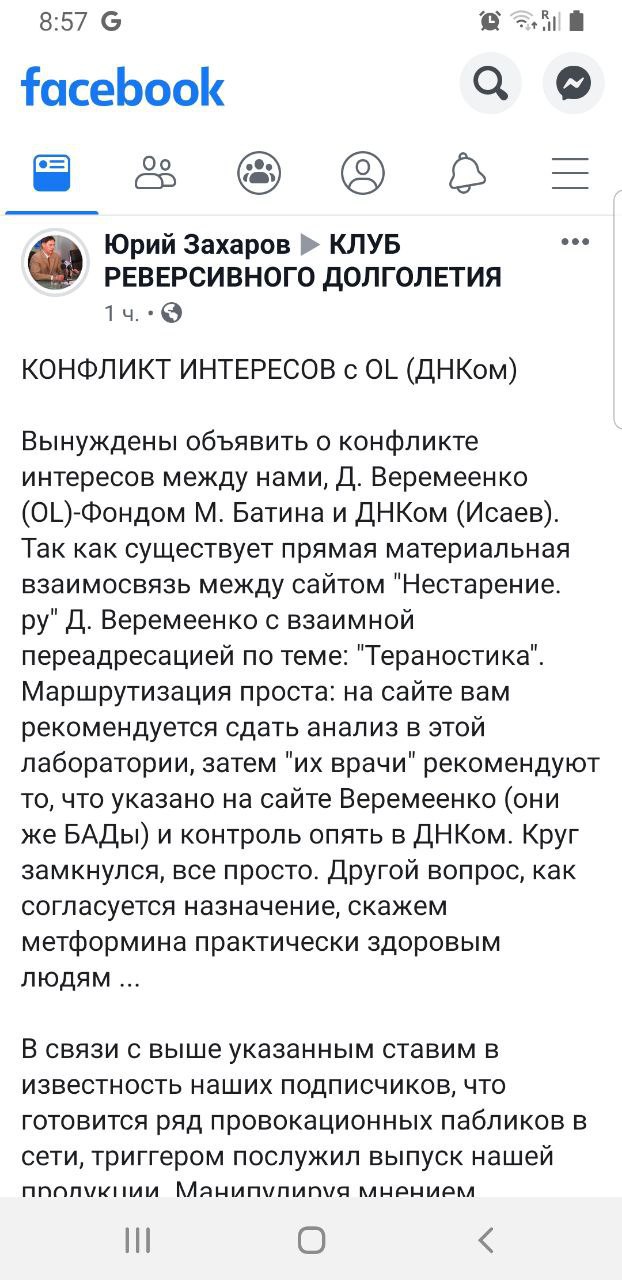 8:57 G
R
facebook
Юрий Захаров ▶ КЛУБ
РЕВЕРСИВНОГО ДОЛГОЛЕТИЯ
1 ч. •
КОНФЛИКТ ИНТЕРЕСОВ с OL (ДНКом)
Вынуждены объявить о конфликте
интересов между нами, Д. Веремеенко
(OL)-Фондом М. Батина и ДНКом (Исаев).
Так как существует прямая материальная
взаимосвязь между сайтом "Нестарение.
ру" Д. Веремеенко с взаимной
переадресацией по теме: "Тераностика".
Маршрутизация проста: на сайте вам
рекомендуется сдать анализ в этой
лаборатории, затем "их врачи" рекомендуют
то, что указано на сайте Веремеенко (они
же БАДы) и контроль опять в ДНКом. Круг
замкнулся, все просто. Другой вопрос, как
согласуется назначение, скажем
метформина практически здоровым
людям ...
В связи с выше указанным ставим в
известность наших подписчиков, что
готовится ряд провокационных пабликов в
сети, триггером послужил выпуск нашей
продукции. Манипулируя мнением